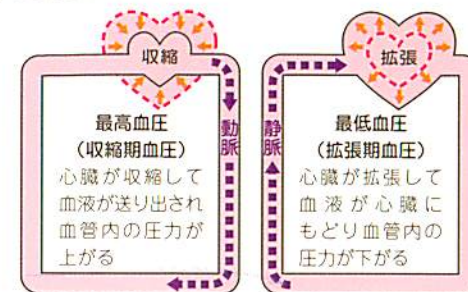 収縮
最高血圧
(収縮期血圧)
心臓が収縮して
血液が送り出され
血管内の圧力が
上がる
動脈
拡張
静脈
最低血圧
(拡張期血圧)
心臓が拡張して
血液が心臓に
もどり血管内の
圧力が下がる